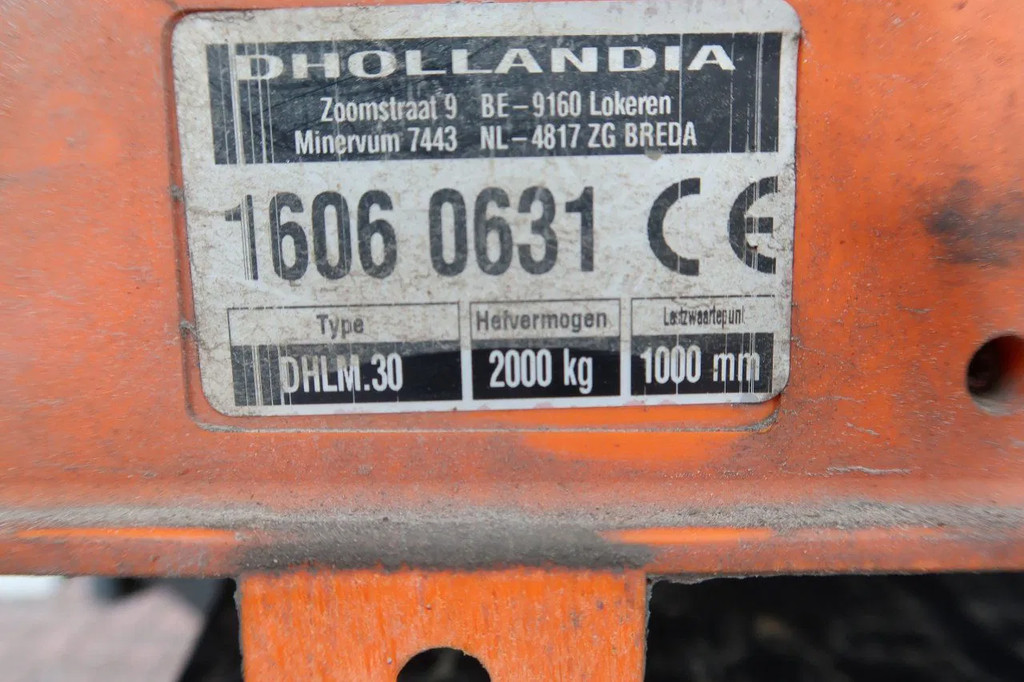 DHOLLANDIA
Zoomstraat 9 BE-9160 Lokeren
Minervum 7443 NL-4817 ZG BREDA
1606 0631 CE
Type Hefvermogen Lastzwaartepunt
DHLM.30 2000 kg 1000 mm